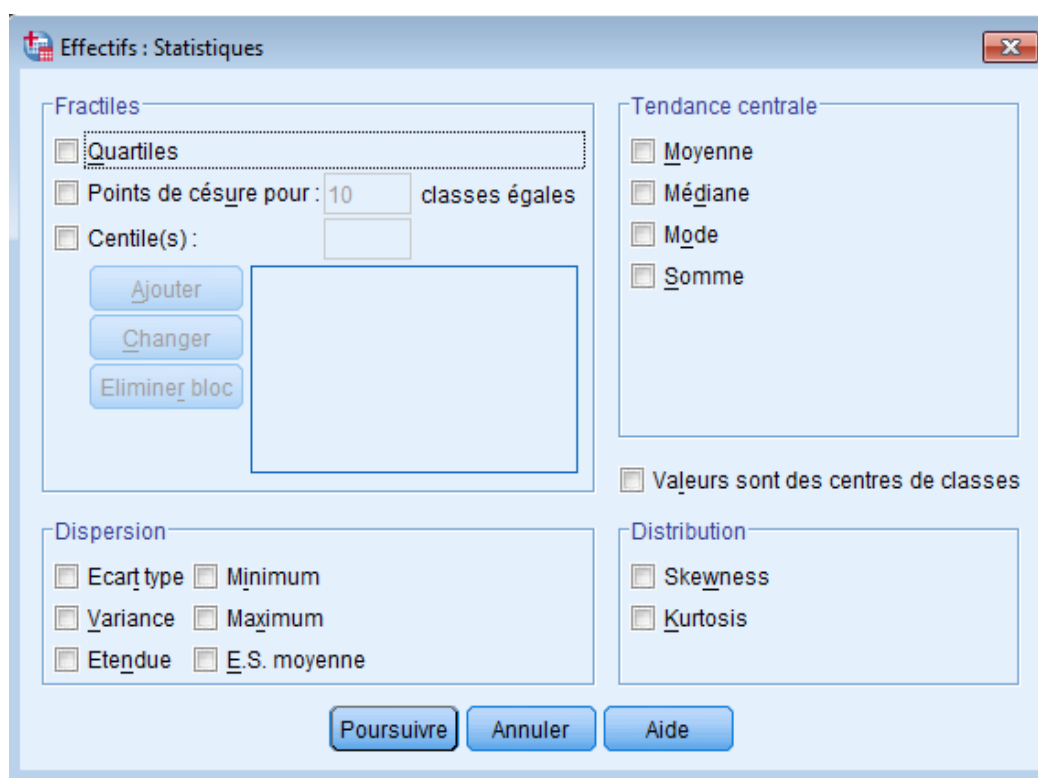 Effectifs : Statistiques
Fractiles
Quartiles
Points de césure pour : 10 classes égales
Centile(s) :
Ajouter
Changer
Eliminer bloc
Tendance centrale
Moyenne
Médiane
Mode
Somme
Valeurs sont des centres de classes
Dispersion
Ecart type Minimum
Variance Maximum
Etendue E.S. moyenne
Distribution
Skewness
Kurtosis
Poursuivre Annuler Aide